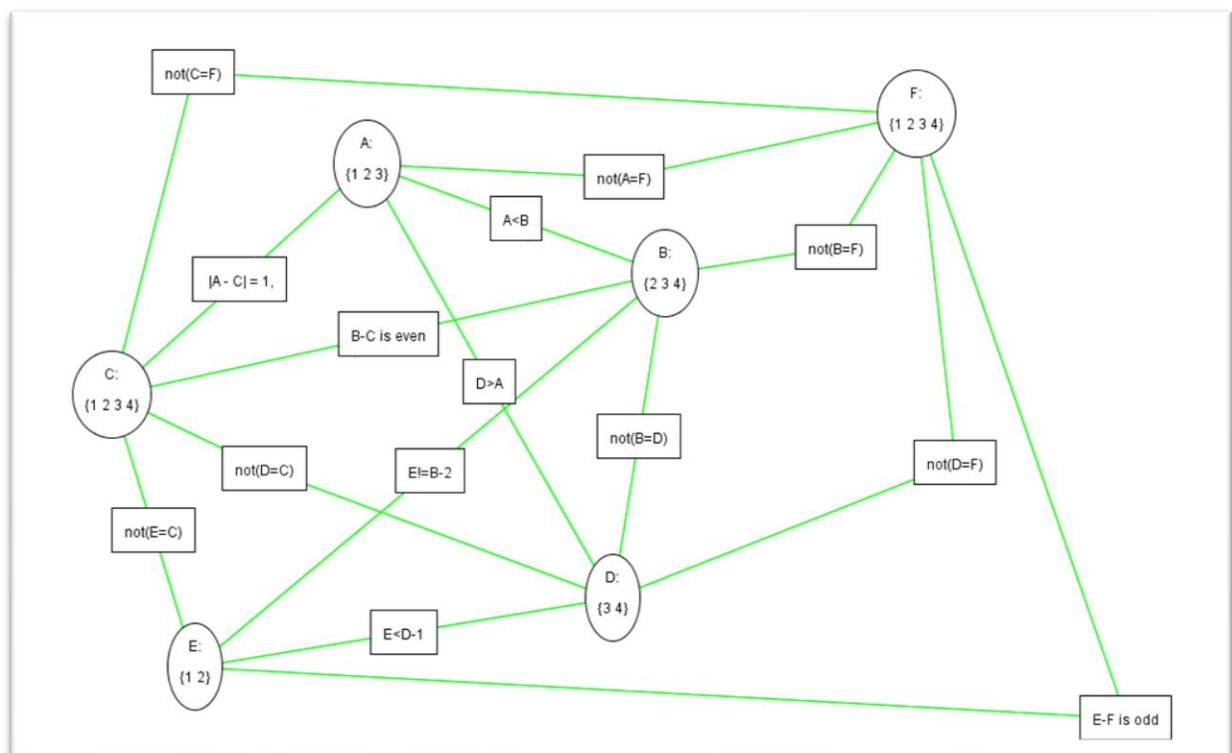 not(C=F)
F:
{1 2 3 4}
A:
{1 2 3}
not(A=F)
A<B
B:
{2 3 4}
not(B=F)
|A - C| = 1,
B-C is even
C:
{1 2 3 4}
D>A
not(B=D)
not(D=C)
E!=B-2
not(D=F)
not(E=C)
D:
{3 4}
E<D-1
E:
{1 2}
E-F is odd